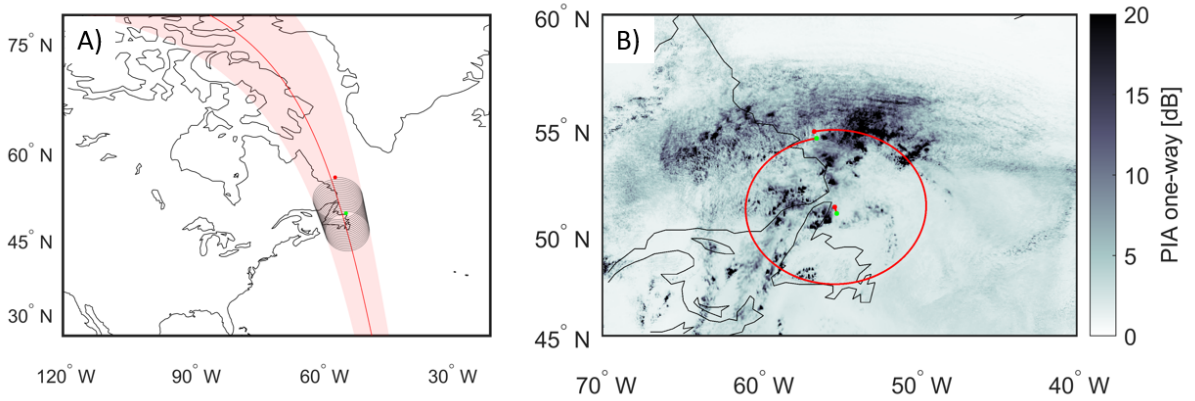 A)
75° N
60° N
45° N
30° N
120° W
90° W
60° W
30° W
B)
60° N
55° N
50° N
45° N
70° W
60° W
50° W
40° W
20
15
10
5
0
PIA one-way [dB]